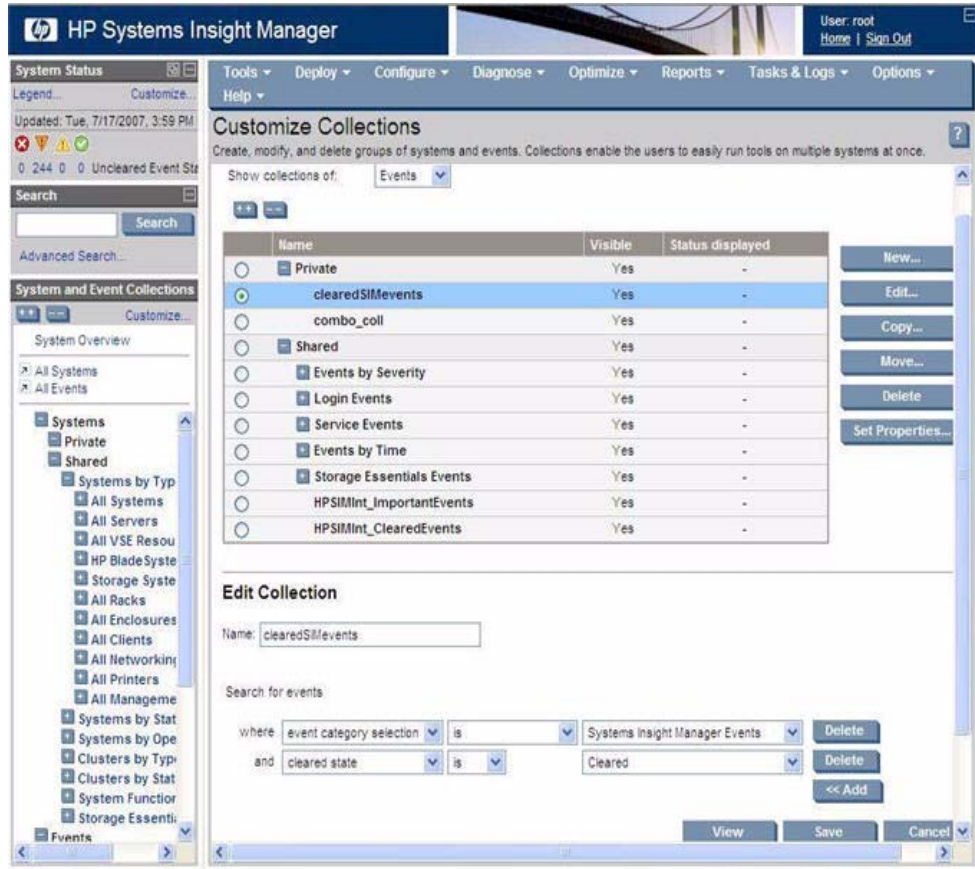 hp HP Systems Insight Manager
User: root
Home | Sign Out
System Status
Legend... Customize...
Updated: Tue, 7/17/2007, 3:59 PM
0 244 0 0 Uncleared Event Sta
Search
Search
Advanced Search...
System and Event Collections
Customize...
System Overview
All Systems
All Events
Systems
Private
Shared
Systems by Typ
All Systems
All Servers
All VSE Resou
HP BladeSyste
Storage Syste
All Racks
All Enclosures
All Clients
All Networking
All Printers
All Manageme
Systems by Stat
Systems by Ope
Clusters by Type
Clusters by Stat
System Function
Storage Essentia
Events
Tools Deploy Configure Diagnose Optimize Reports Tasks & Logs Options
Help
Customize Collections
?
Create, modify, and delete groups of systems and events. Collections enable the users to easily run tools on multiple systems at once.
Show collections of: Events
Name Visible Status displayed
Private Yes -
clearedSIMevents Yes -
combo_coll Yes -
Shared Yes -
Events by Severity Yes -
Login Events Yes -
Service Events Yes -
Events by Time Yes -
Storage Essentials Events Yes -
HPSIMInt_ImportantEvents Yes -
HPSIMInt_ClearedEvents Yes -
New...
Edit...
Copy...
Move...
Delete
Set Properties...
Edit Collection
Name: clearedSIMevents
Search for events
where event category selection is Systems Insight Manager Events Delete
and cleared state is Cleared Delete
<< Add
View Save Cancel